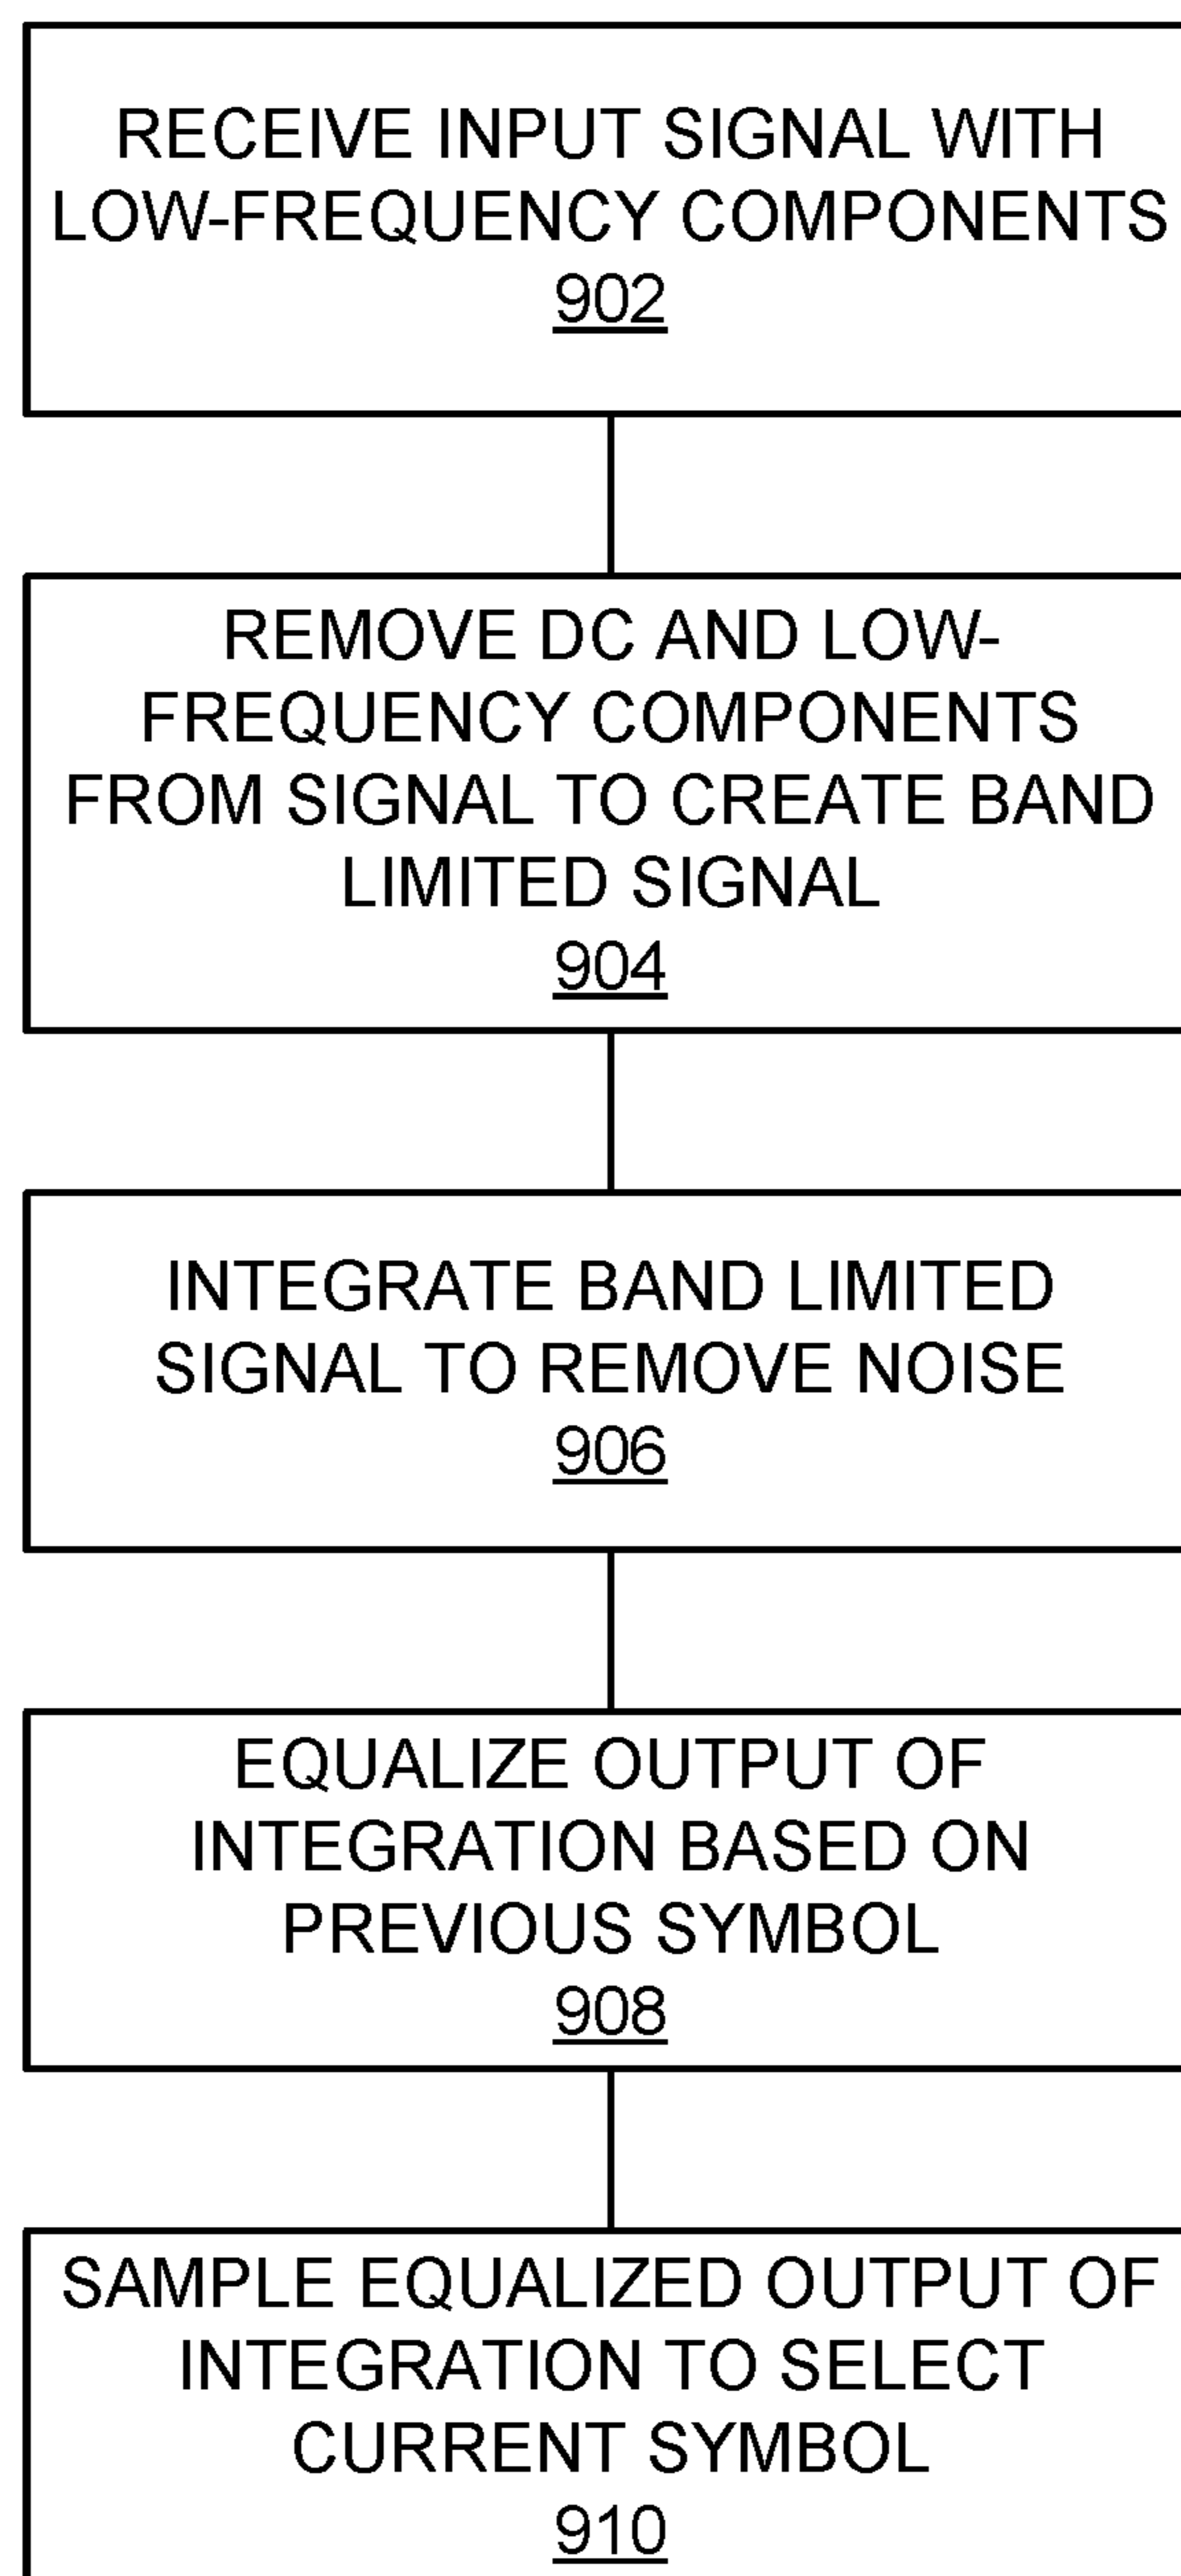 RECEIVE INPUT SIGNAL WITH
LOW-FREQUENCY COMPONENTS
902
REMOVE DC AND LOW-
FREQUENCY COMPONENTS
FROM SIGNAL TO CREATE BAND
LIMITED SIGNAL
904
INTEGRATE BAND LIMITED
SIGNAL TO REMOVE NOISE
906
EQUALIZE OUTPUT OF
INTEGRATION BASED ON
PREVIOUS SYMBOL
908
SAMPLE EQUALIZED OUTPUT OF
INTEGRATION TO SELECT
CURRENT SYMBOL
910